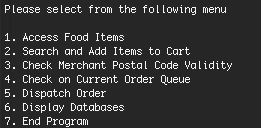 Please select from the following menu
1. Access Food Items
2. Search and Add Items to Cart
3. Check Merchant Postal Code Validity
4. Check on Current Order Queue
5. Dispatch Order
6. Display Databases
7. End Program